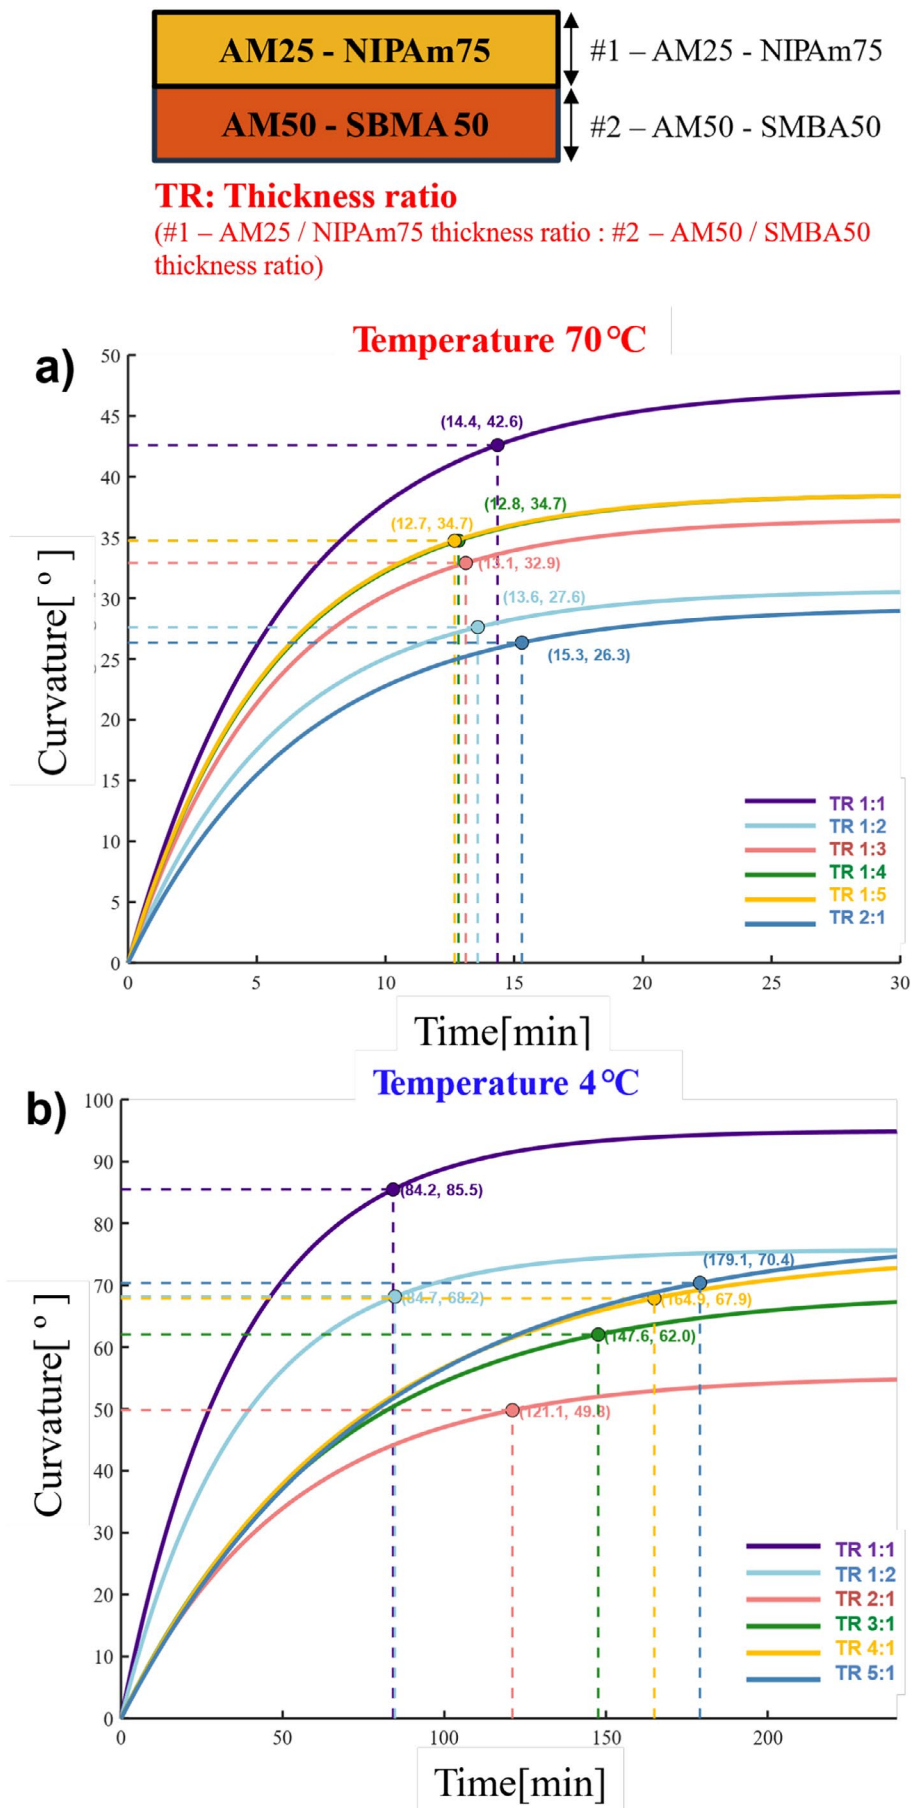 AM25 - NIPAm75
#1 – AM25 - NIPAm75
AM50 - SBMA 50
#2 – AM50 - SMBA50
TR: Thickness ratio
(#1 – AM25 / NIPAm75 thickness ratio : #2 – AM50 / SMBA50
thickness ratio)
a)
Temperature 70°C
50
45
40
35
30
25
20
15
10
5
0
Curvature[ ° ]
(14.4, 42.6)
(12.8, 34.7)
(12.7, 34.7)
(13.1, 32.9)
(13.6, 27.6)
(15.3, 26.3)
TR 1:1
TR 1:2
TR 1:3
TR 1:4
TR 1:5
TR 2:1
0 5 10 15 20 25 30
Time[min]
b)
Temperature 4°C
100
90
80
70
60
50
40
30
20
10
0
Curvature[ ° ]
(84.2, 85.5)
(179.1, 70.4)
(84.7, 68.2)
(164.9, 67.9)
(147.6, 62.0)
(121.1, 49.8)
TR 1:1
TR 1:2
TR 2:1
TR 3:1
TR 4:1
TR 5:1
0 50 100 150 200
Time[min]